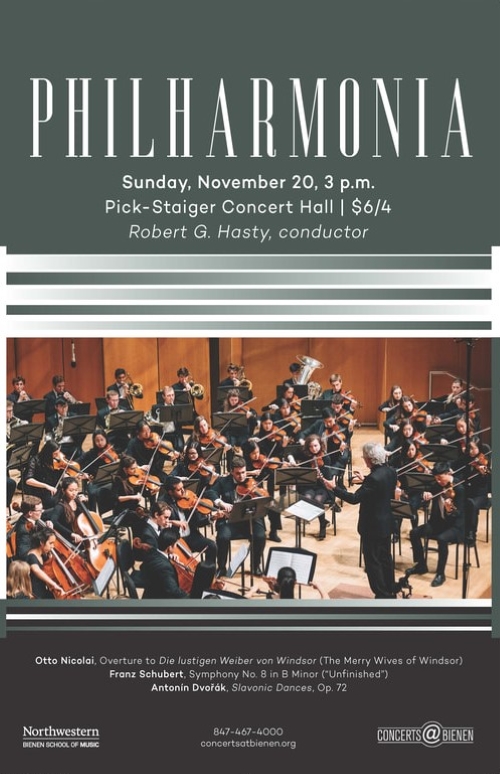 PHILHARMONIA
Sunday, November 20, 3 p.m.
Pick-Staiger Concert Hall | $6/4
Robert G. Hasty, conductor
Otto Nicolai, Overture to Die lustigen Weiber von Windsor (The Merry Wives of Windsor)
Franz Schubert, Symphony No. 8 in B Minor ("Unfinished")
Antonín Dvořák, Slavonic Dances, Op. 72
Northwestern
BIENEN SCHOOL OF MUSIC
847-467-4000
concertsatbienen.org
CONCERTS@BIENEN